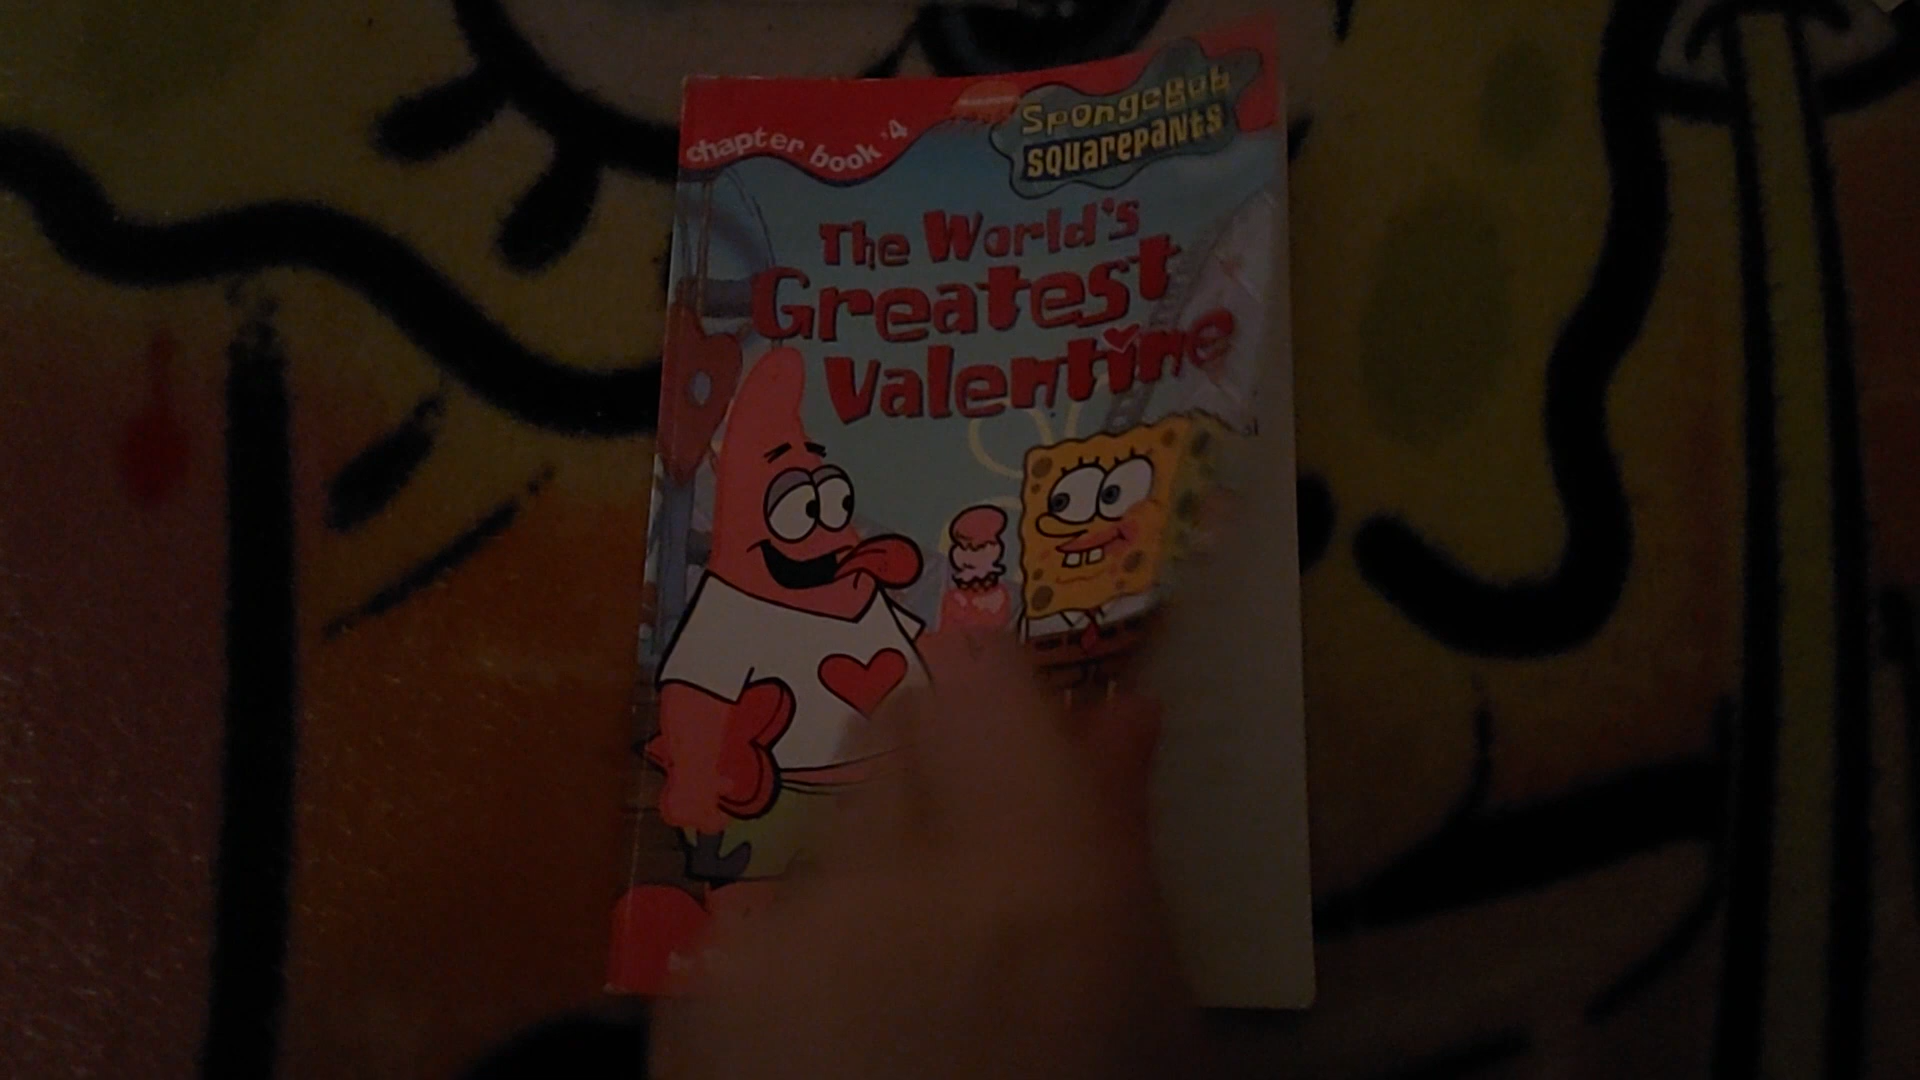 chapter book #4
SpongeBob
squarepants
The World's
Greatest
Valentine